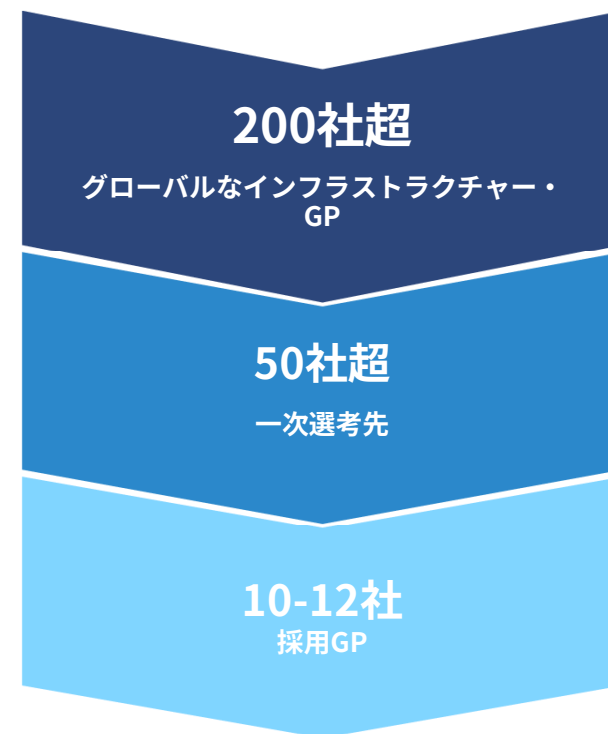 200社超
グローバルなインフラストラクチャー・
GP
50社超
一次選考先
10-12社
採用GP